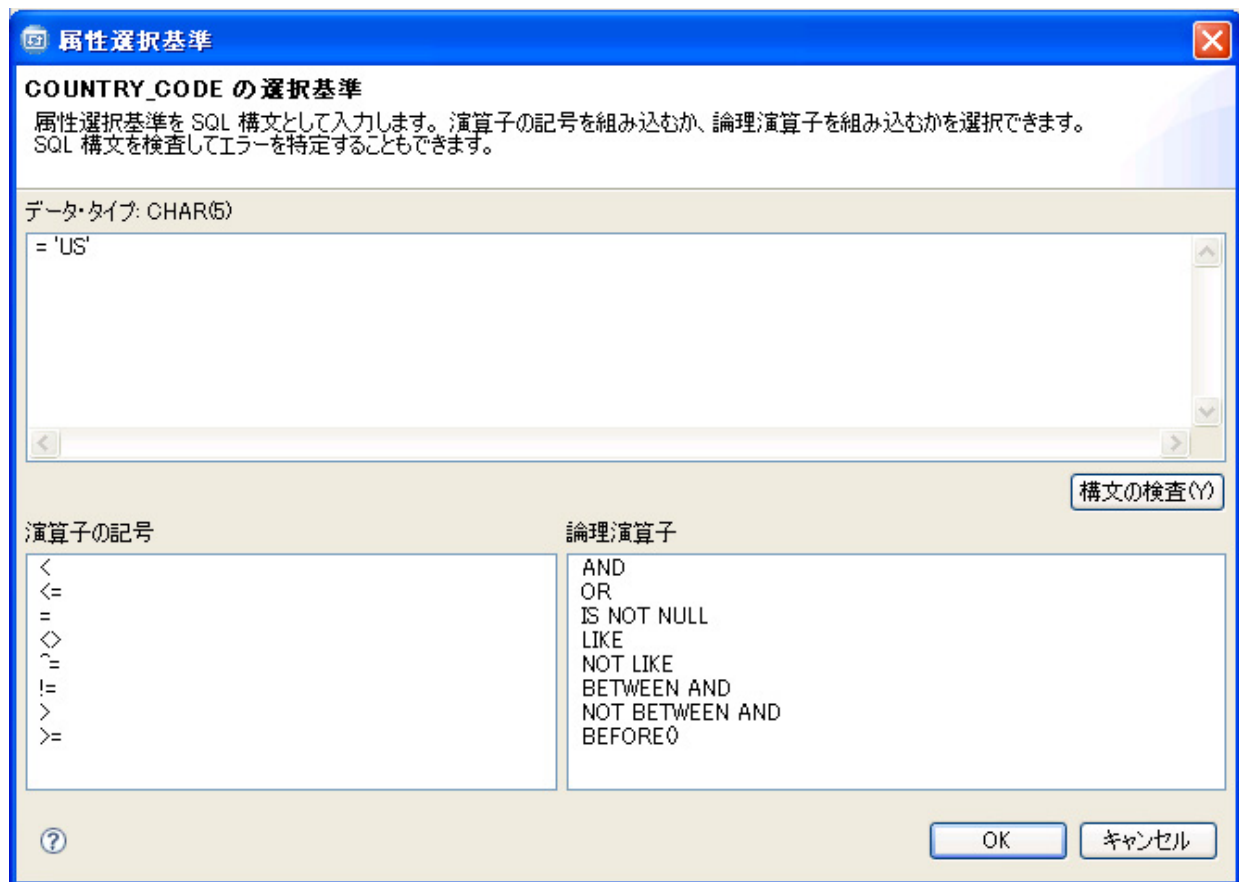 属性選択基準
COUNTRY_CODE の選択基準
属性選択基準を SQL 構文として入力します。演算子の記号を組み込むか、論理演算子を組み込むかを選択できます。
SQL 構文を検査してエラーを特定することもできます。
データ・タイプ: CHAR(5)
= 'US'
構文の検査(Y)
演算子の記号
<
<=
=
<>
^=
!=
>
>=
論理演算子
AND
OR
IS NOT NULL
LIKE
NOT LIKE
BETWEEN AND
NOT BETWEEN AND
BEFORE()
?
OK
キャンセル